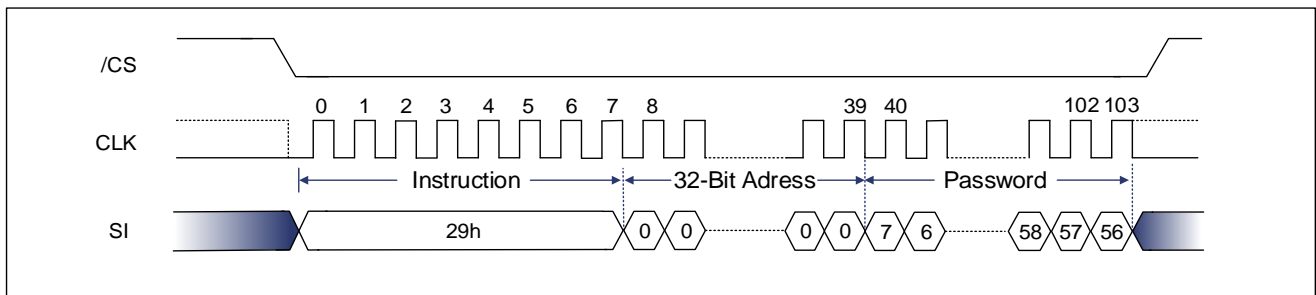 /CS
0 1 2 3 4 5 6 7 8 39 40 102 103
CLK
Instruction 32-Bit Adress Password
SI 29h 0 0 0 0 7 6 58 57 56